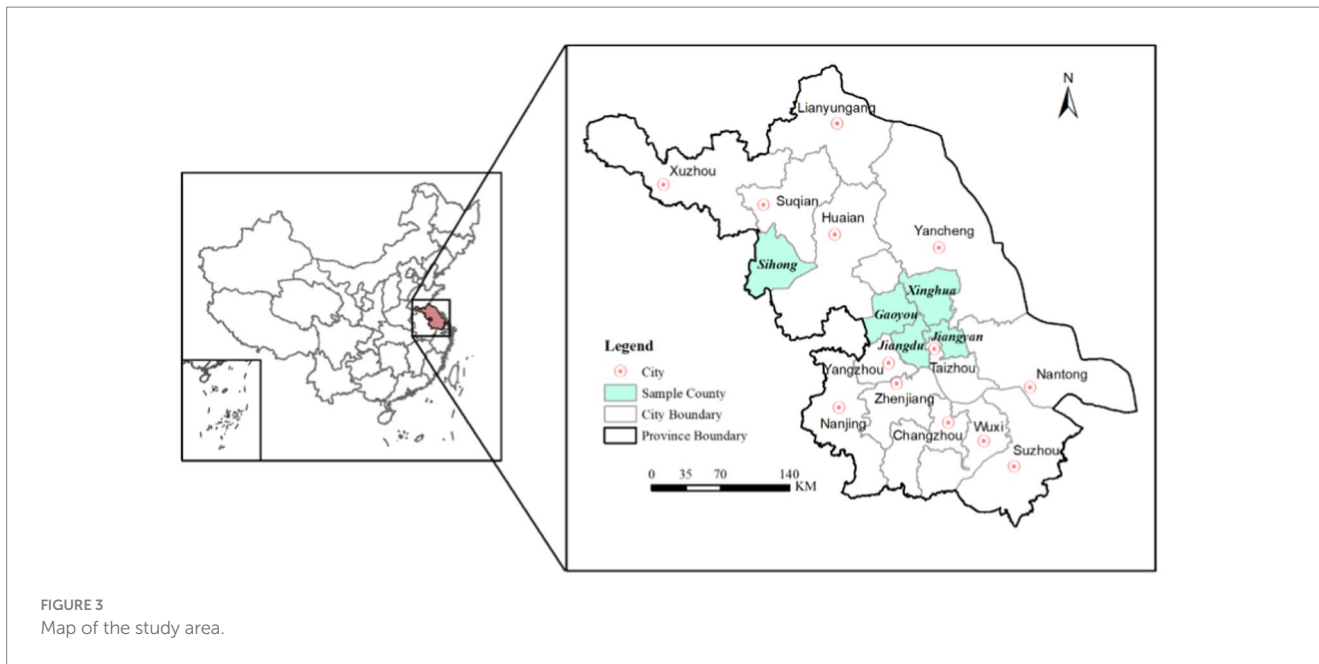 N
Lianyungang
Xuzhou
Suqian
Huaian
Yancheng
Sihong
Xinghua
Gaoyou
Jiangyan
Jiangdu
Yangzhou
Taizhou
Nantong
Zhenjiang
Nanjing
Changzhou
Wuxi
Suzhou
Legend
City
Sample County
City Boundary
Province Boundary
0 35 70 140
KM
FIGURE 3
Map of the study area.